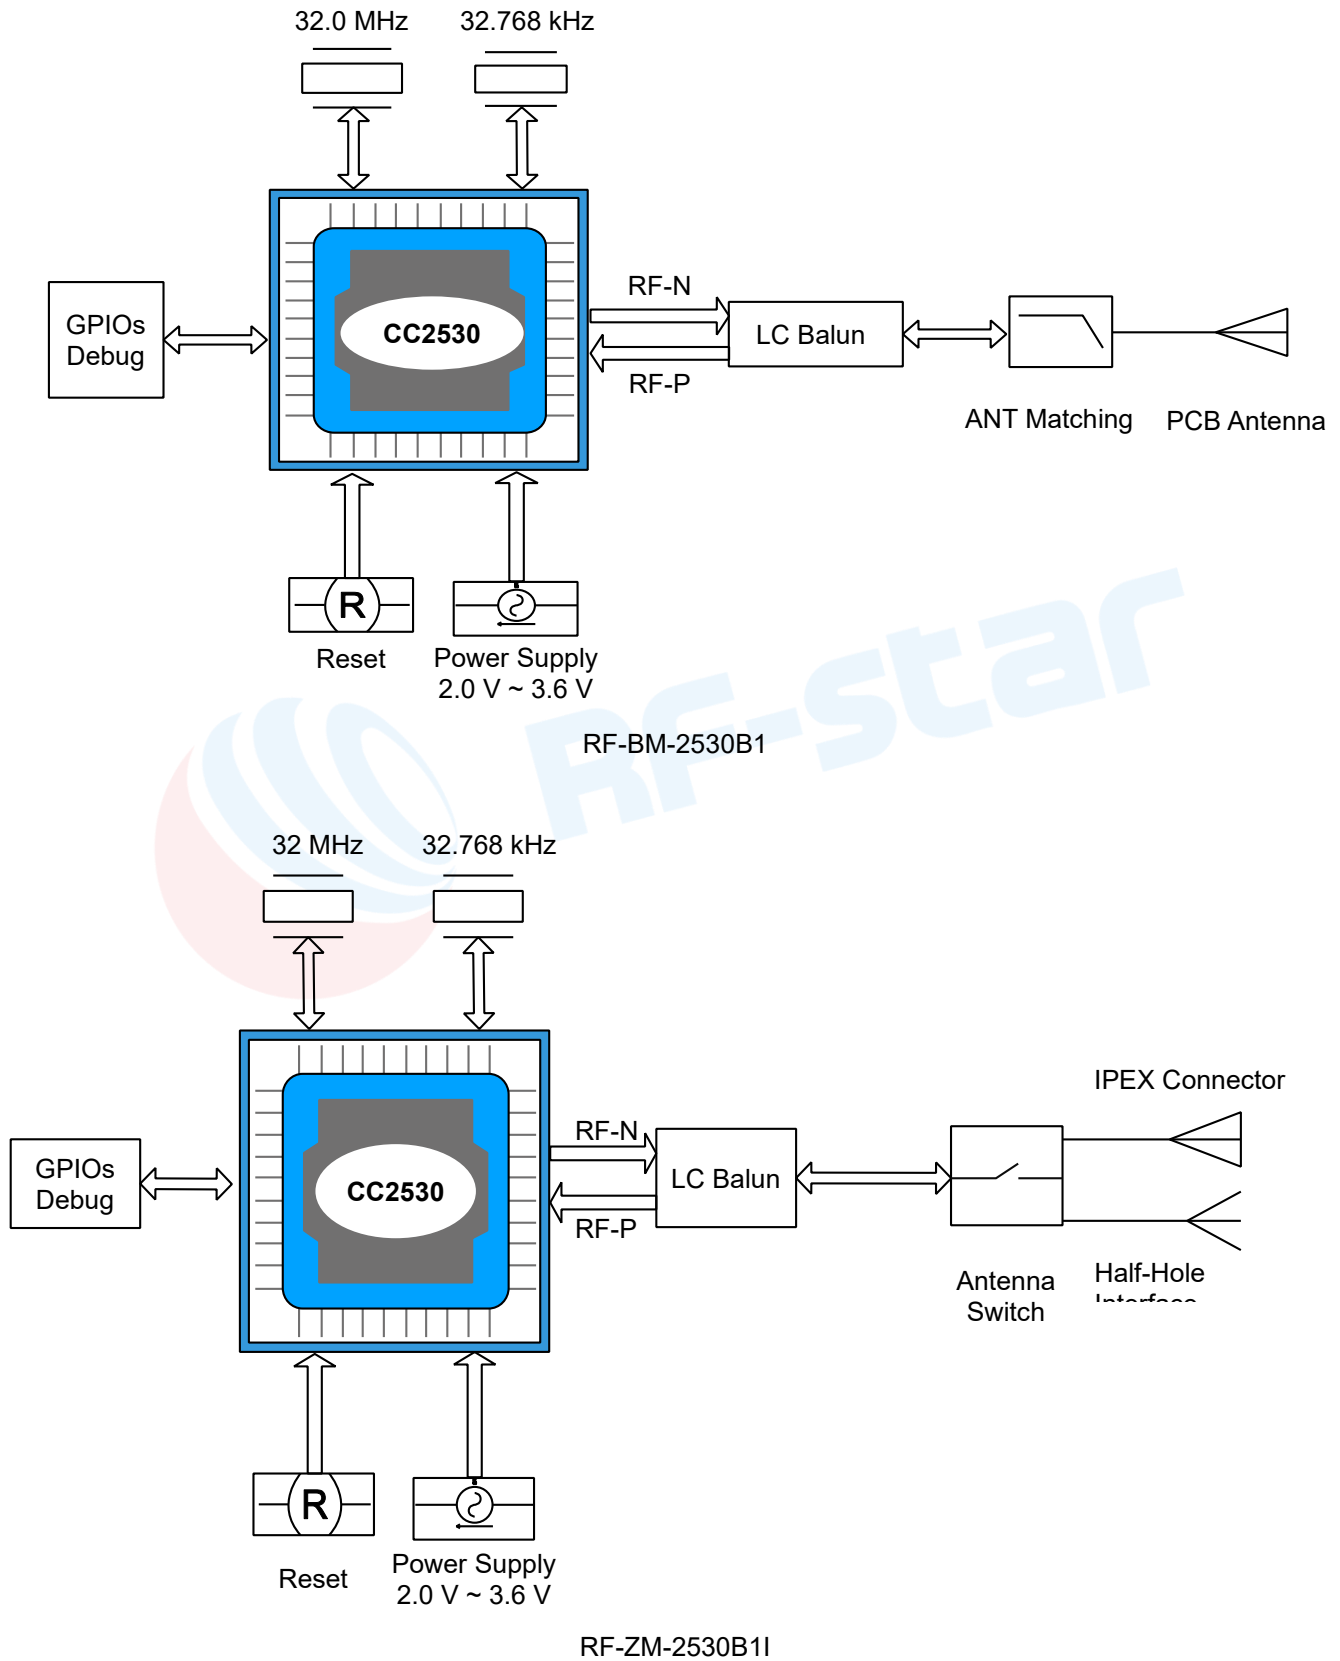 32.0 MHz
32.768 kHz
GPIOs
Debug
CC2530
RF-N
RF-P
LC Balun
ANT Matching
PCB Antenna
R
Reset
Power Supply
2.0 V ~ 3.6 V
RF-star
RF-BM-2530B1
32 MHz
32.768 kHz
GPIOs
Debug
CC2530
RF-N
RF-P
LC Balun
IPEX Connector
Antenna
Switch
Half-Hole
Interface
R
Reset
Power Supply
2.0 V ~ 3.6 V
RF-ZM-2530B1I